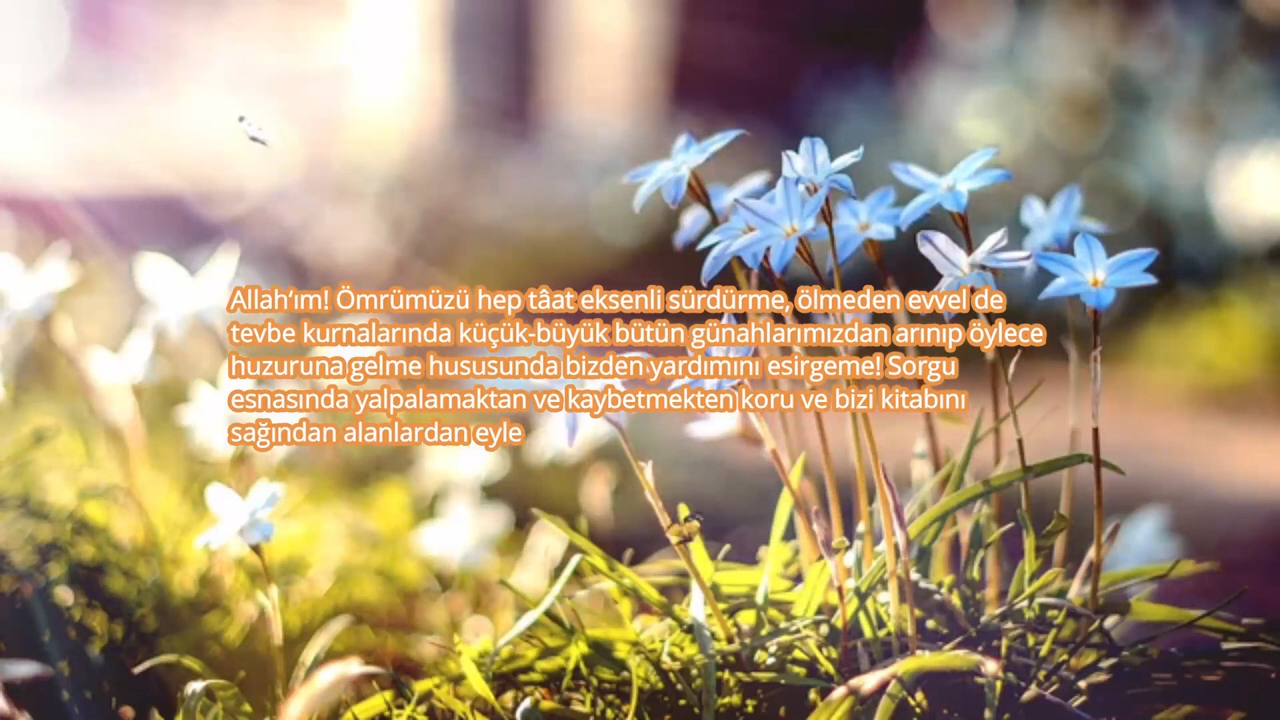 Allah‘ım! Ömrümüzü hep tâat eksenli sürdürme, ölmeden evvel de
tevbe kurnalarında küçük-büyük bütün günahlarımızdan arınıp öylece
huzuruna gelme hususunda bizden yardımını esirgeme! Sorgu
esnasında yalpalamaktan ve kaybetmekten koru ve bizi kitabını
sağından alanlardan eyle